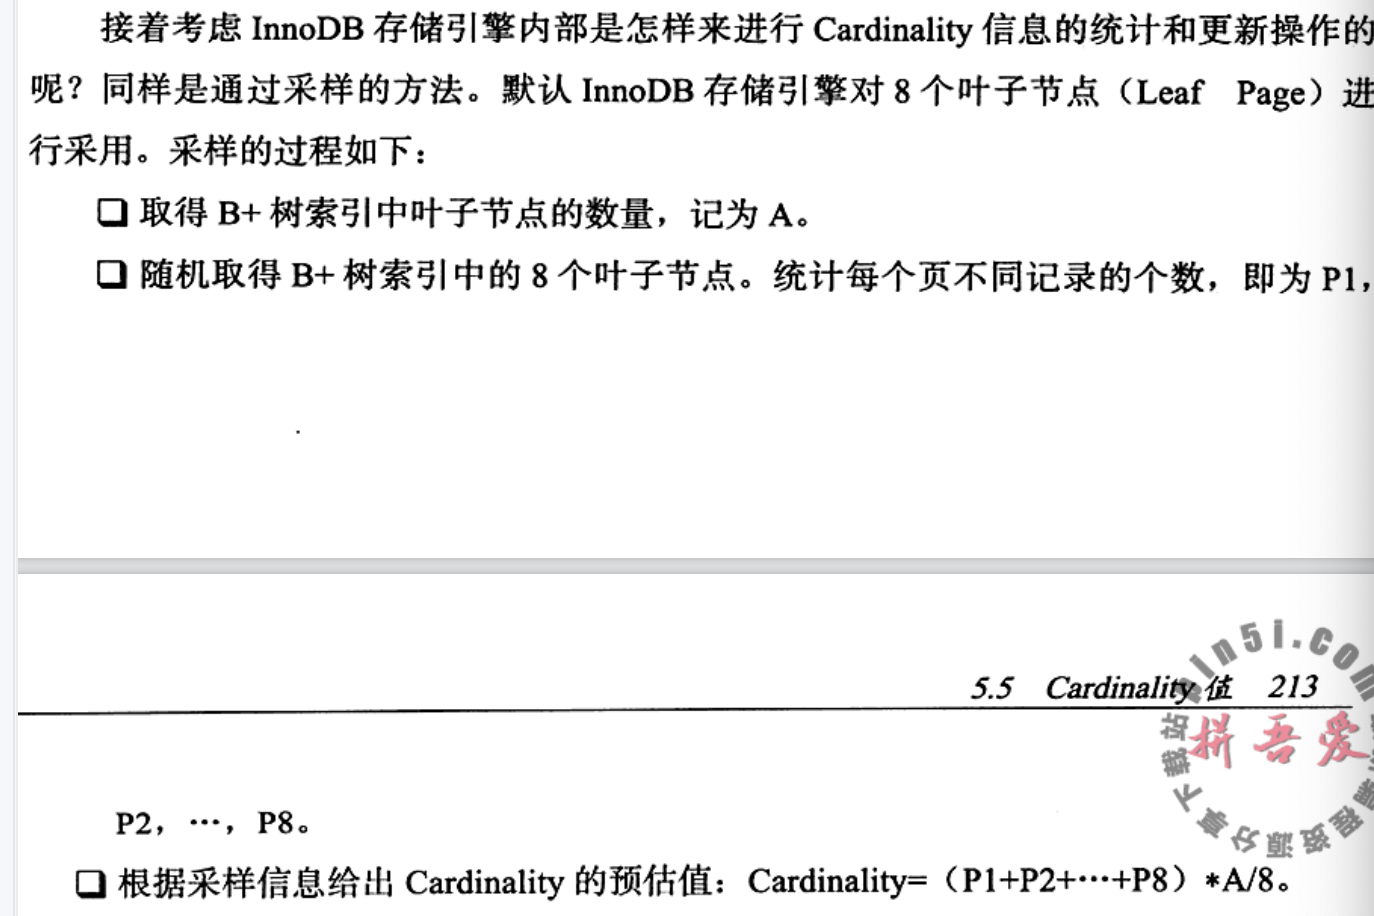 接着考虑 InnoDB 存储引擎内部是怎样来进行 Cardinality 信息的统计和更新操作的
呢？同样是通过采样的方法。默认 InnoDB 存储引擎对 8 个叶子节点（Leaf Page）进
行采用。采样的过程如下：
❑ 取得 B+ 树索引中叶子节点的数量，记为 A。
❑ 随机取得 B+ 树索引中的 8 个叶子节点。统计每个页不同记录的个数，即为 P1，
5.5 Cardinality 值 213
拼吾爱
P2，…，P8。
❑ 根据采样信息给出 Cardinality 的预估值：Cardinality=（P1+P2+…+P8）*A/8。